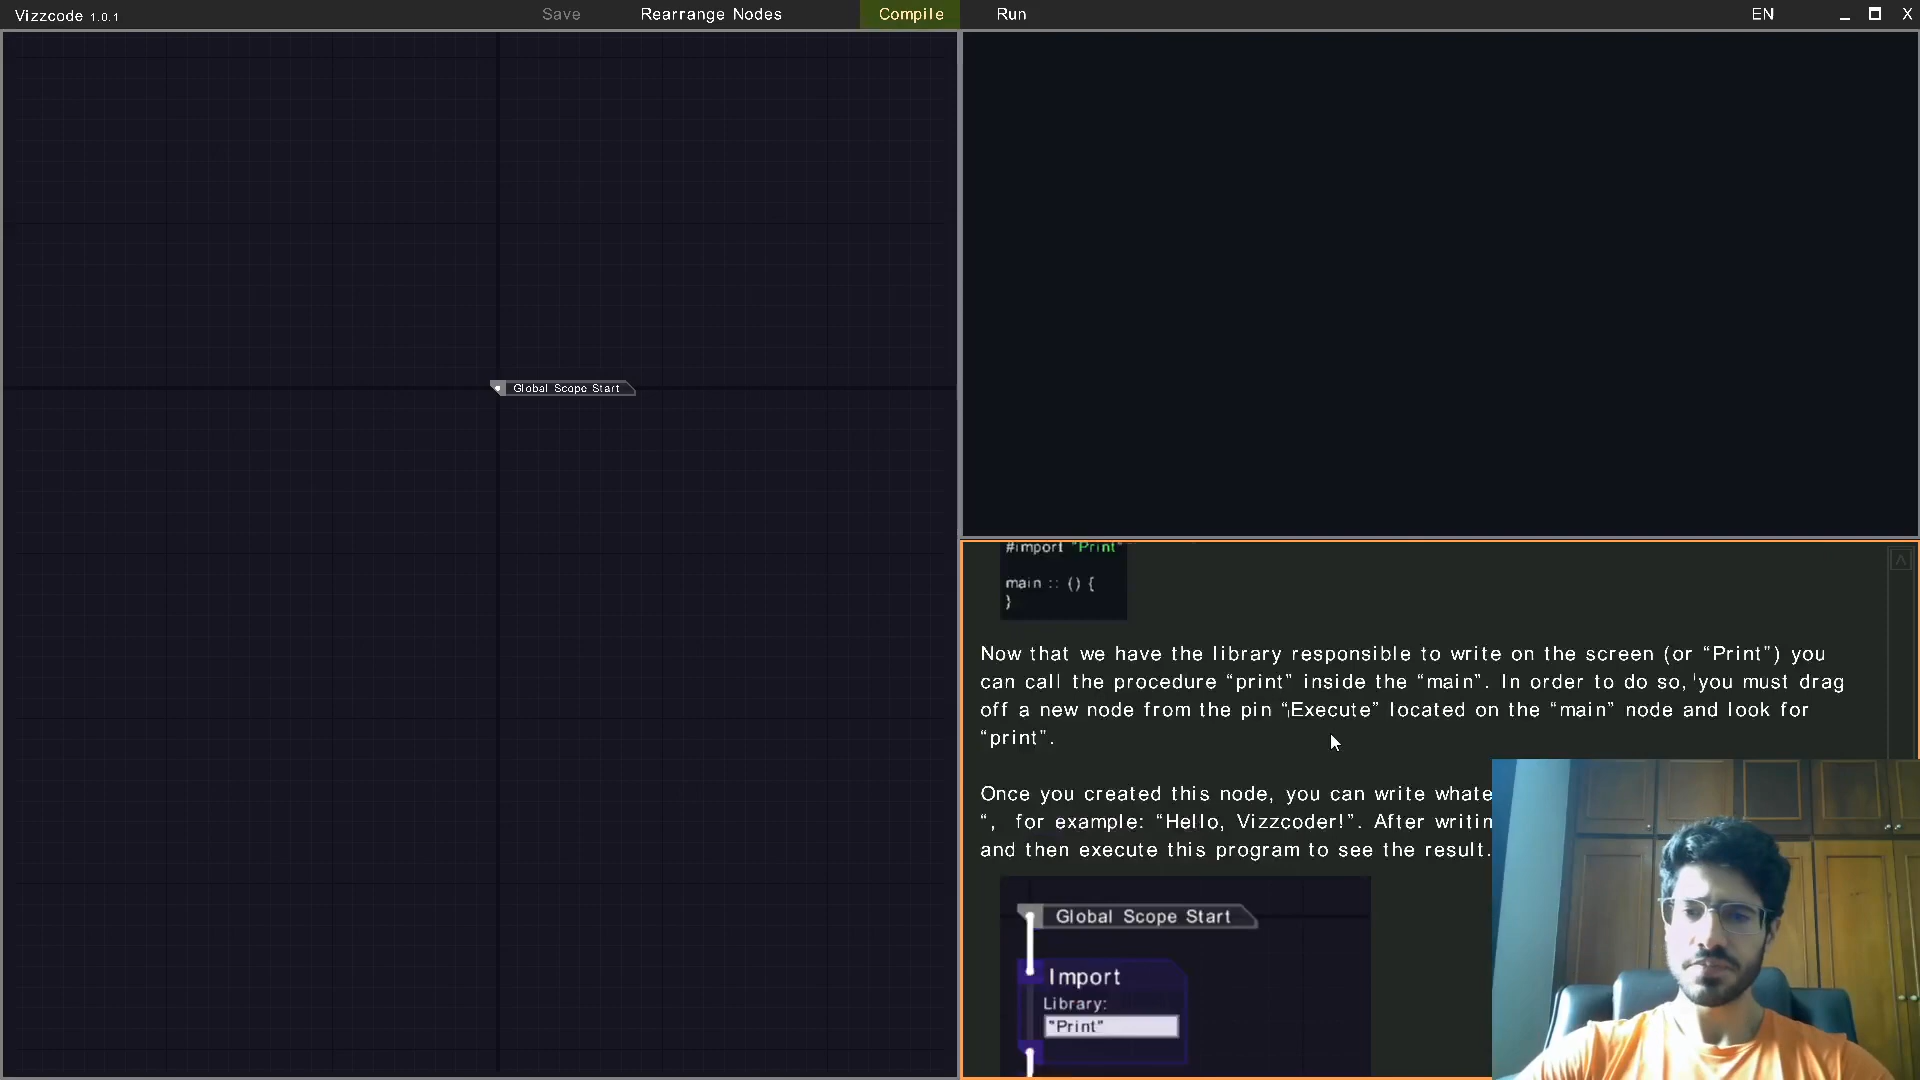 Vizzcode 1.0.1
Save
Rearrange Nodes
Compile
Run
EN
X
Global Scope Start
#import "Print"
main :: () {
}
Now that we have the library responsible to write on the screen (or “Print”) you
can call the procedure “print” inside the “main”. In order to do so, you must drag
off a new node from the pin “Execute” located on the “main” node and look for
“print”.
Once you created this node, you can write whate
“, for example: “Hello, Vizzcoder!”. After writin
and then execute this program to see the result.
Global Scope Start
Import
Library:
"Print"